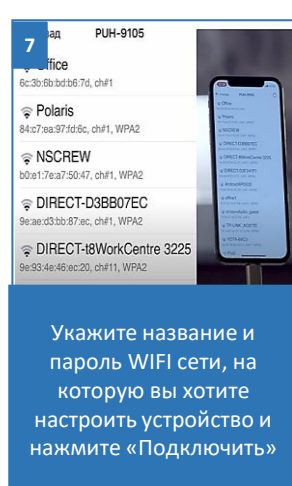 7
зад PUH-9105
Office
6c:3b:6b:bd:b6:7d, ch#1
Polaris
84:c7:ea:97:fd:6c, ch#1, WPA2
NSCREW
b0:e1:7e:a7:50:47, ch#1, WPA2
DIRECT-D3BB07EC
9e:ae:d3:bb:87:ec, ch#1, WPA2
DIRECT-t8WorkCentre 3225
9e:93:4e:46:ec:20, ch#11, WPA2
Укажите название и
пароль WIFI сети, на
которую вы хотите
настроить устройство и
нажмите «Подключить»